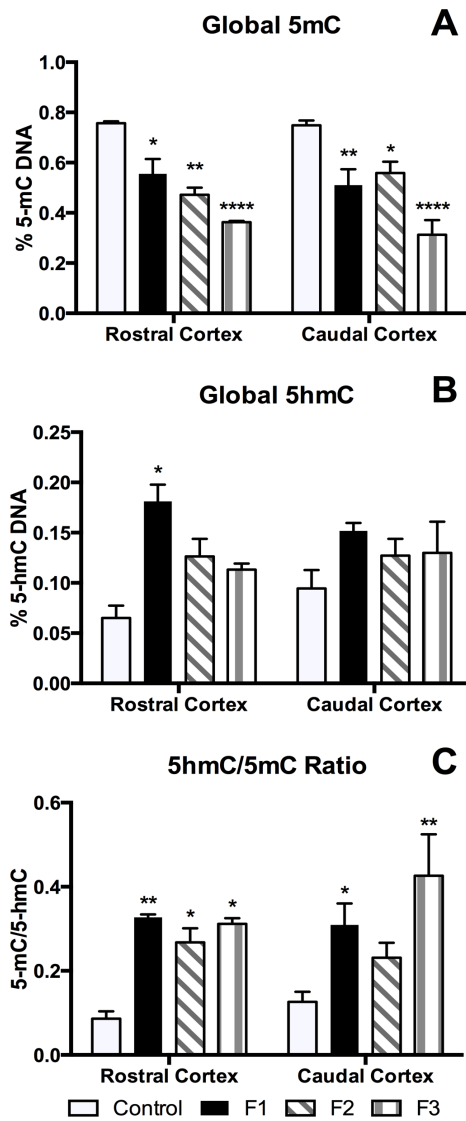 Global 5mC
A
% 5-mC DNA
1.0
0.8
0.6
0.4
0.2
0.0
*
**
****
**
*
****
Rostral Cortex
Caudal Cortex
Global 5hmC
B
% 5-hmC DNA
0.25
0.20
0.15
0.10
0.05
0.00
*
Rostral Cortex
Caudal Cortex
5hmC/5mC Ratio
C
5-mC/5-hmC
0.6
0.4
0.2
0.0
**
*
*
*
**
Rostral Cortex
Caudal Cortex
Control
F1
F2
F3